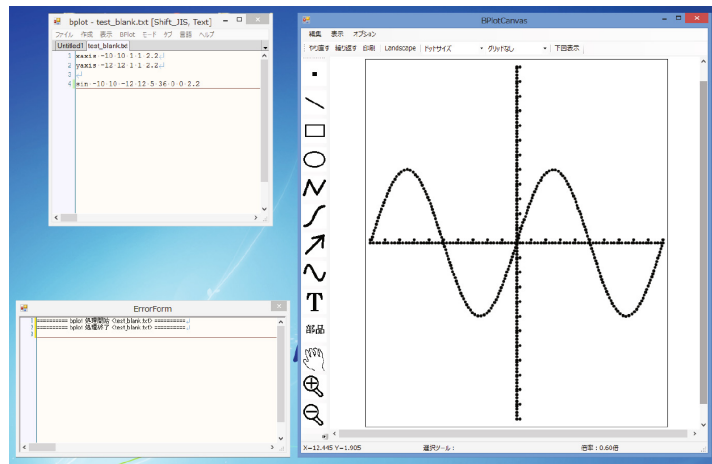 bplot - test_blank.txt [Shift_JIS, Text]
ファイル 作成 表示 BPlot モード タブ 書籍 ヘルプ
Untitled1 test_blank.txt
1 xaxis -10 10 1 1 2.2
2 yaxis -12 12 1 1 2.2
3
4 min -10 10 -12 12 5 36 0 0 2.2
ErrorForm
1 ========== bplot 処理開始 <test_blank.txt> ==========
2 ========== bplot 処理終了 <test_blank.txt> ==========
3
BPlotCanvas
編集 表示 オプション
やり直す 繰り返す 印刷 Landscape ドットサイズ グリッドなし 下図表示
T
部品
X=12.445 Y=1.905 選択ツール : 倍率 : 0.60倍